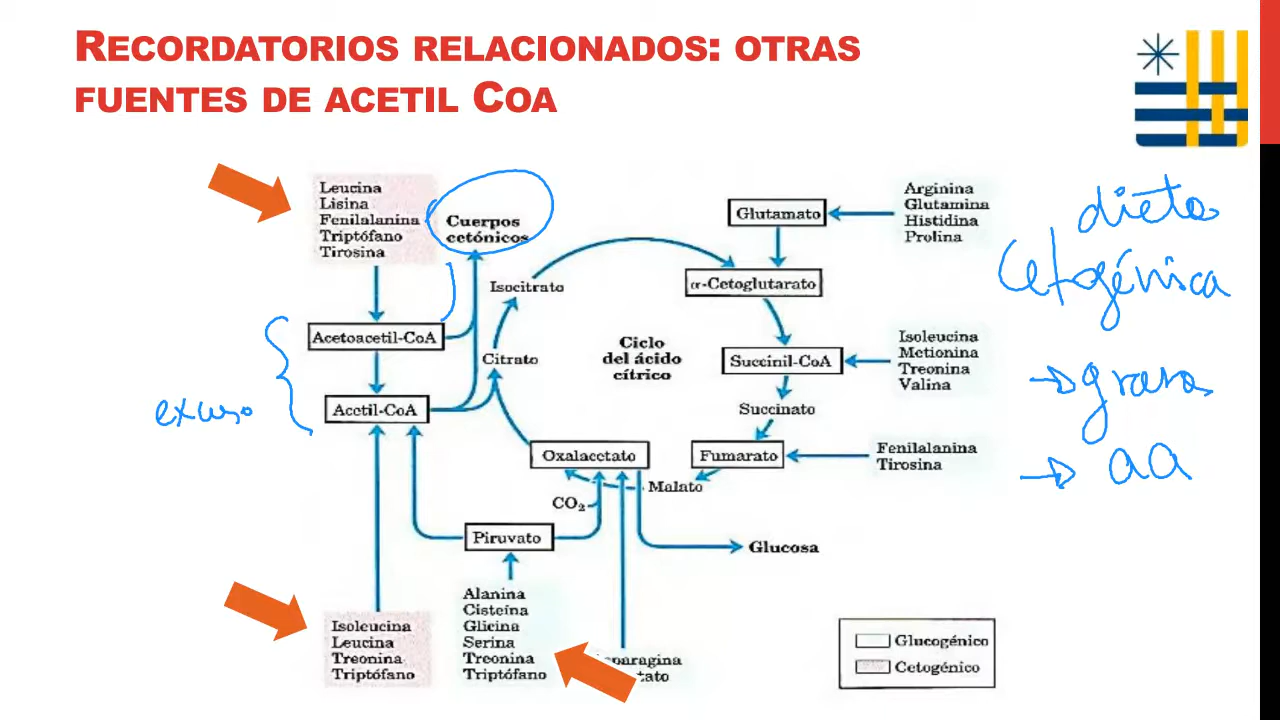 RECORDATORIOS RELACIONADOS: OTRAS
FUENTES DE ACETIL COA
Leucina
Lisina
Fenilalanina
Triptófano
Tirosina
Cuerpos
cetónicos
Isocitrato
Acetoacetil-CoA
Citrato
Acetil-CoA
exceso
Ciclo
del ácido
cítrico
Glutamato
Arginina
Glutamina
Histidina
Prolina
α-Cetoglutarato
Succinil-CoA
Isoleucina
Metionina
Treonina
Valina
Succinato
Oxalacetato
Fumarato
Fenilalanina
Tirosina
Malato
CO2
Piruvato
Glucosa
Isoleucina
Leucina
Treonina
Triptófano
Alanina
Cisteína
Glicina
Serina
Treonina
Triptófano
Glucogénico
Cetogénico
dieta
Cetogénica
aa